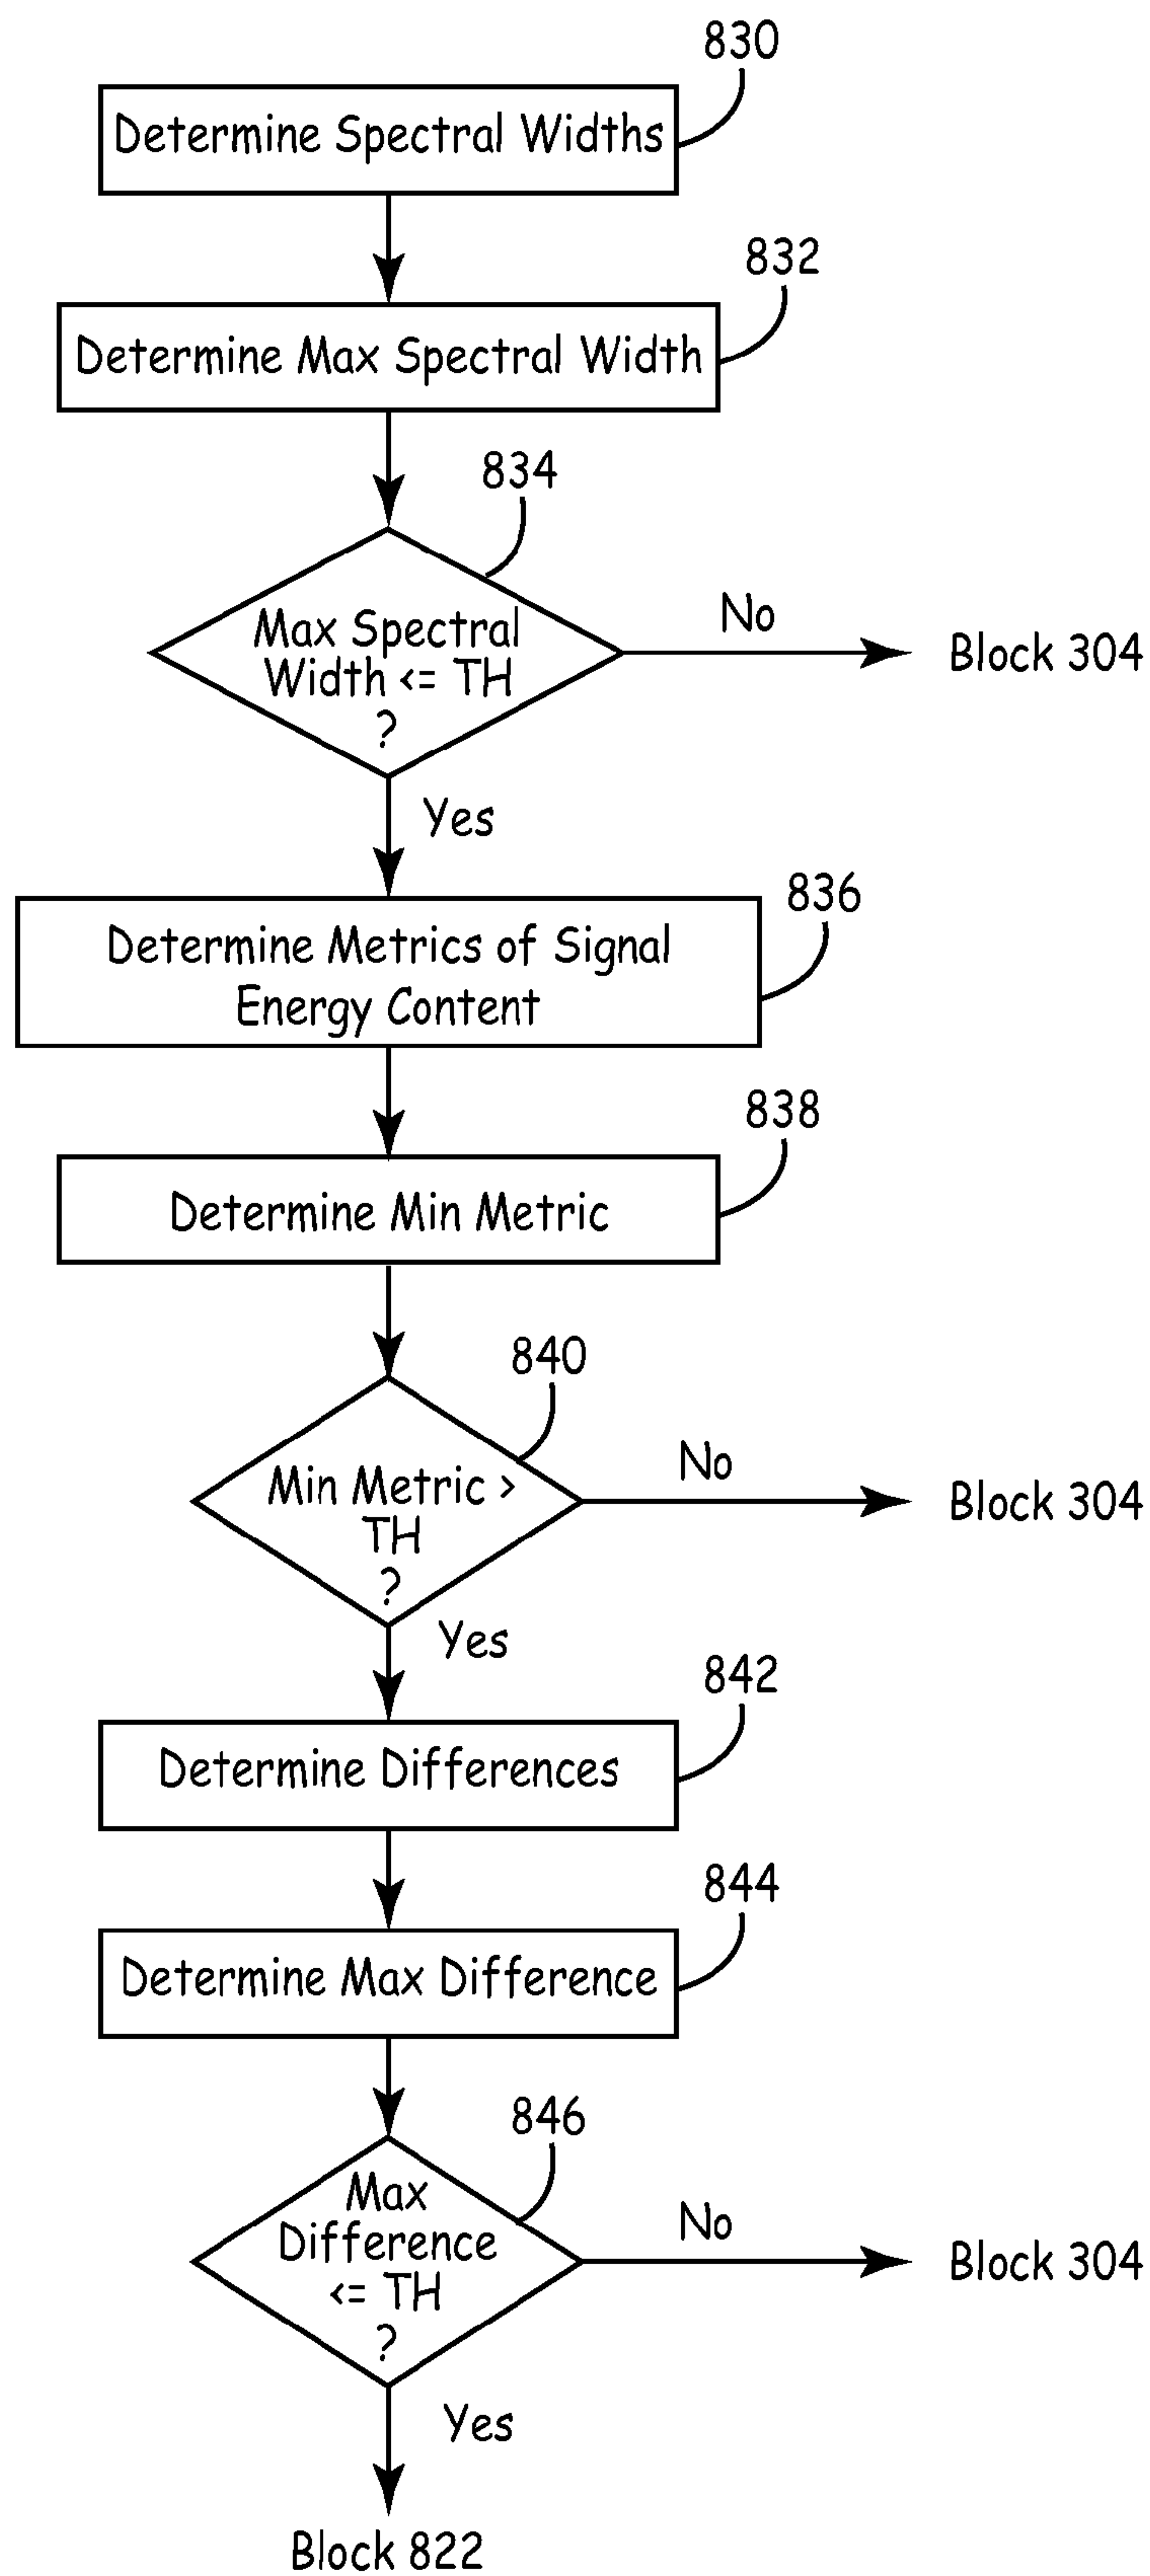 830
Determine Spectral Widths
832
Determine Max Spectral Width
834
Max Spectral
Width <= TH
?
No
Block 304
Yes
836
Determine Metrics of Signal
Energy Content
838
Determine Min Metric
840
Min Metric >
TH
?
No
Block 304
Yes
842
Determine Differences
844
Determine Max Difference
846
Max
Difference
<= TH
?
No
Block 304
Yes
Block 822